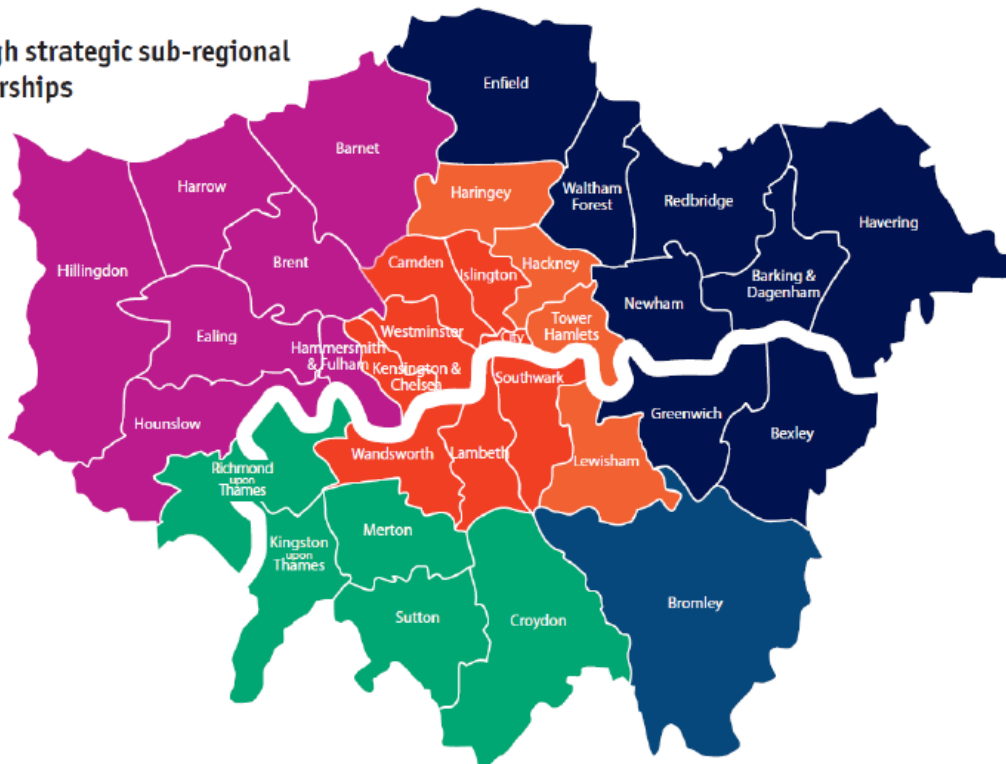 gh strategic sub-regional
erships
Enfield
Barnet
Harrow
Haringey
Waltham
Forest
Redbridge
Havering
Hillingdon
Brent
Camden
Islington
Hackney
Barking &
Dagenham
Newham
Ealing
Westminster
Tower
Hamlets
City
Hammersmith
& Fulham
Kensington &
Chelsea
Southwark
Hounslow
Greenwich
Bexley
Wandsworth
Lambeth
Lewisham
Richmond
upon
Thames
Merton
Kingston
upon
Thames
Sutton
Croydon
Bromley